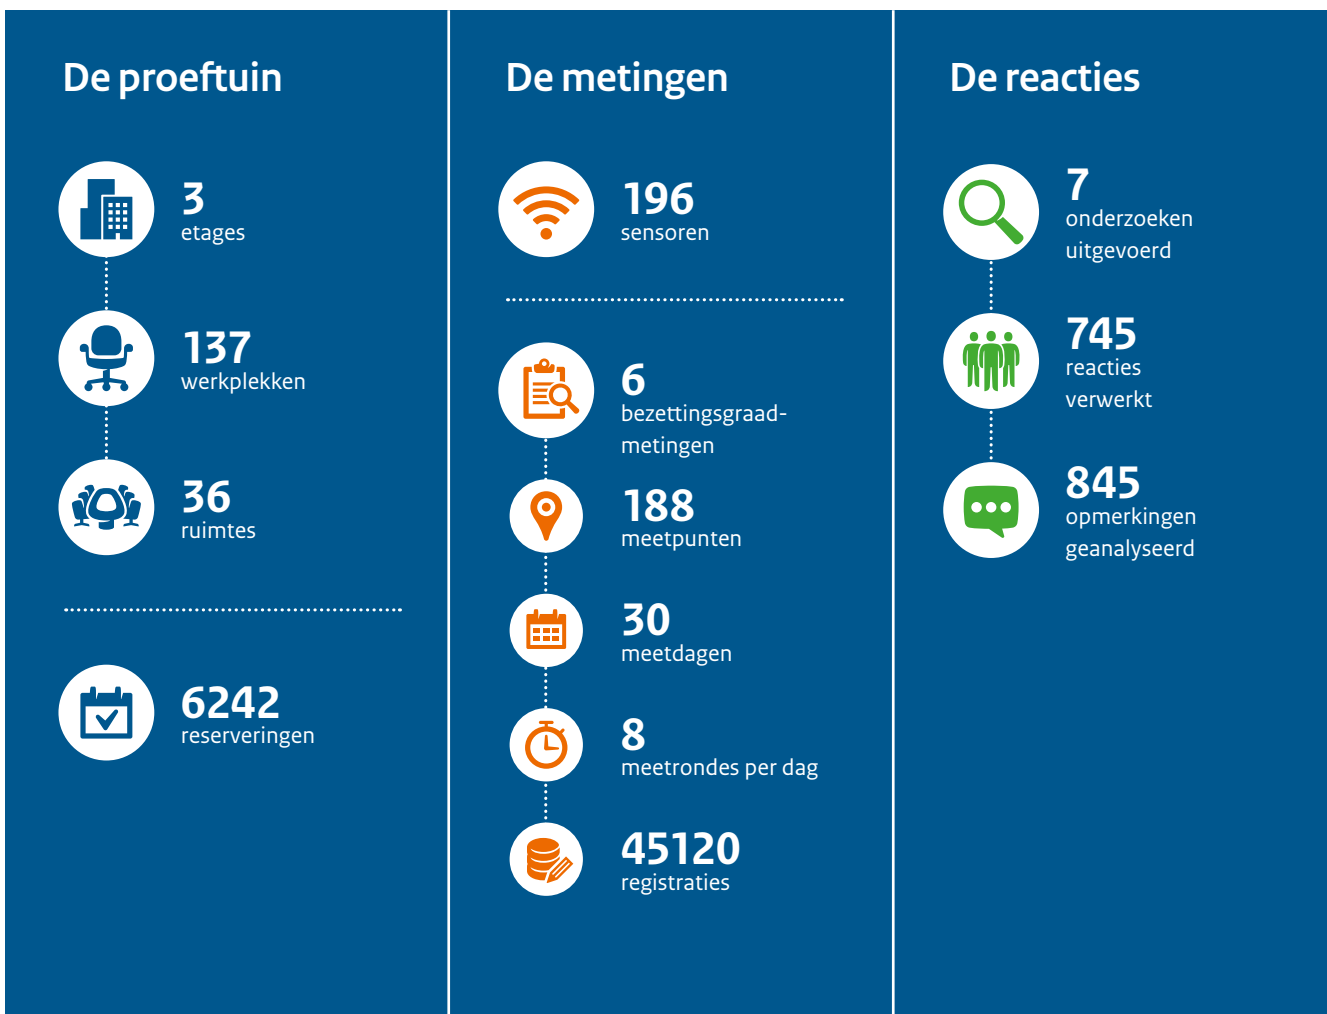 De proeftuin
3
etages
137
werkplekken
36
ruimtes
6242
reserveringen
De metingen
196
sensoren
6
bezettingsgraad-
metingen
188
meetpunten
30
meetdagen
8
meetrondes per dag
45120
registraties
De reacties
7
onderzoeken
uitgevoerd
745
reacties
verwerkt
845
opmerkingen
geanalyseerd